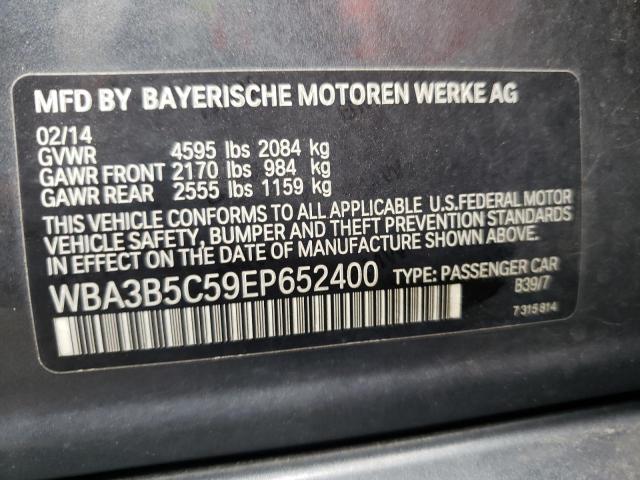 MFD BY BAYERISCHE MOTOREN WERKE AG
02/14
GVWR 4595 lbs 2084 kg
GAWR FRONT 2170 lbs 984 kg
GAWR REAR 2555 lbs 1159 kg
THIS VEHICLE CONFORMS TO ALL APPLICABLE U.S.FEDERAL MOTOR
VEHICLE SAFETY, BUMPER AND THEFT PREVENTION STANDARDS
IN EFFECT ON THE DATE OF MANUFACTURE SHOWN ABOVE.
WBA3B5C59EP652400 TYPE: PASSENGER CAR
B39/7
7315814